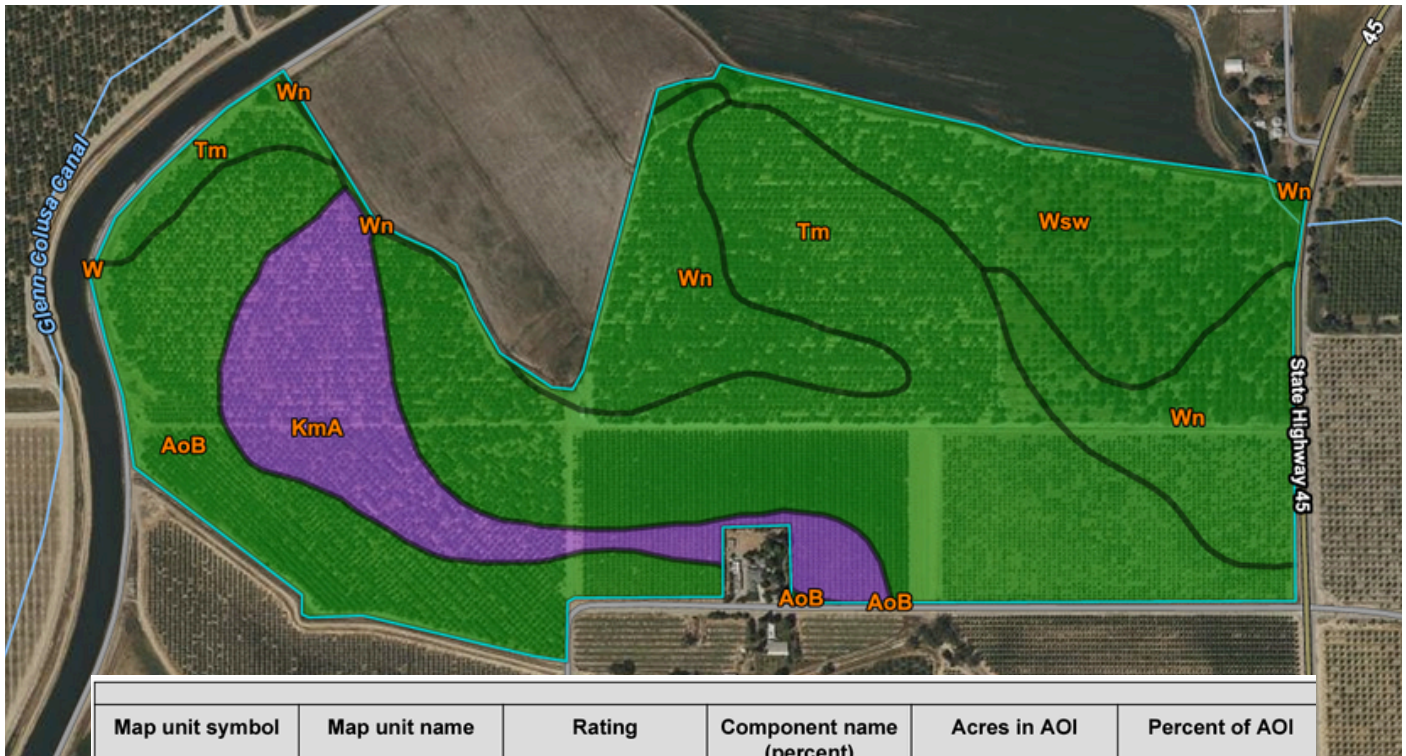 45
Wn
Glenn-Colusa Canal
Tm
Wn
Wn
Wsw
Tm
W
Wn
State Highway 45
KmA
Wn
AoB
AoB
AoB
Map unit symbol
Map unit name
Rating
Component name
(percent)
Acres in AOI
Percent of AOI